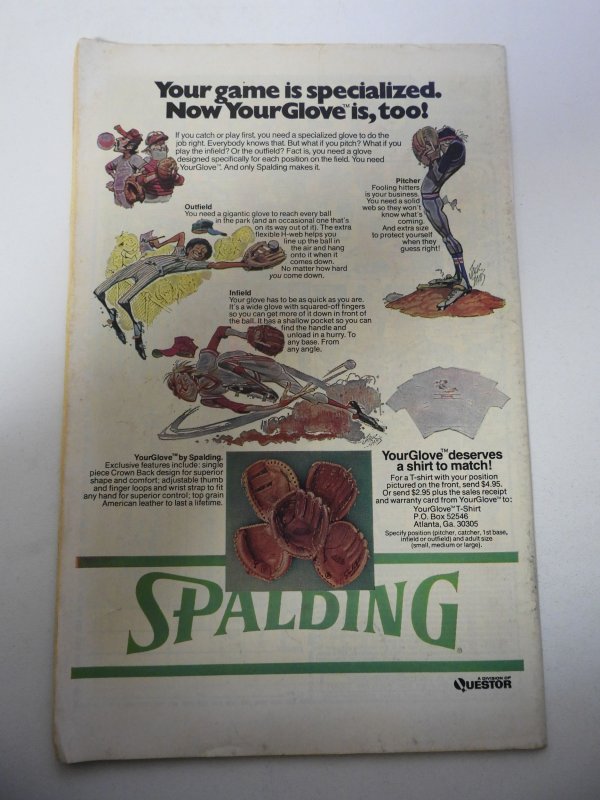 Your game is specialized.
Now YourGlove™ is, too!
If you catch or play first, you need a specialized glove to do the
job right. Everybody knows that. But what if you pitch? What if you
play the infield? Or the outfield? Fact is, you need a glove
designed specifically for each position on the field. You need
YourGlove™. And only Spalding makes it.
Pitcher
Fooling hitters
is your business.
You need a solid
web so they won't
know what's
coming.
And extra size
to protect yourself
when they
guess right!
Outfield
You need a gigantic glove to reach every ball
in the park (and an occasional one that's
on its way out of it). The extra
flexible H-web helps you
line up the ball in
the air and hang
onto it when it
comes down.
No matter how hard
you come down.
Infield
Your glove has to be as quick as you are.
It's a wide glove with squared-off fingers
so you can get more of it down in front of
the ball. It has a shallow pocket so you can
find the handle and
unload in a hurry. To
any base. From
any angle.
YourGlove™ by Spalding.
Exclusive features include: single
piece Crown Back design for superior
shape and comfort; adjustable thumb
and finger loops and wrist strap to fit
any hand for superior control; top grain
American leather to last a lifetime.
YourGlove™ deserves
a shirt to match!
For a T-shirt with your position
pictured on the front, send $4.95.
Or send $2.95 plus the sales receipt
and warranty card from YourGlove™ to:
YourGlove™ T-Shirt
P.O. Box 52546
Atlanta, Ga. 30305
Specify position (pitcher, catcher, 1st base,
infield or outfield) and adult size
(small, medium or large).
SPALDING®
A DIVISION OF
QUESTOR